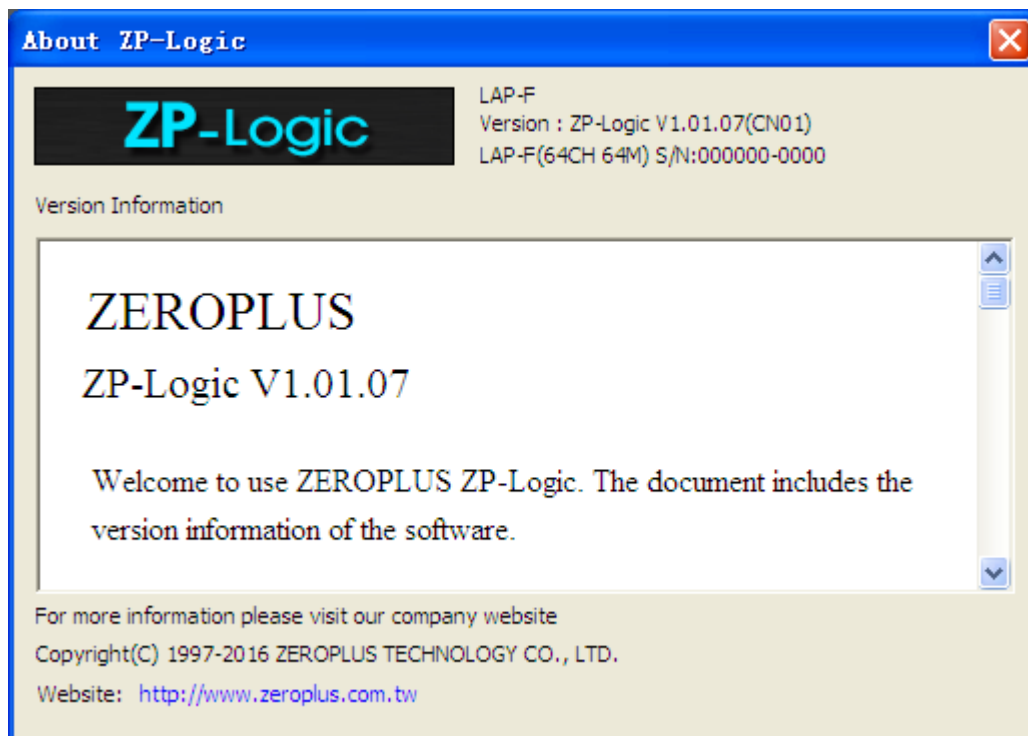 About ZP-Logic
ZP-Logic
LAP-F
Version : ZP-Logic V1.01.07(CN01)
LAP-F(64CH 64M) S/N:000000-0000
Version Information
ZEROPLUS
ZP-Logic V1.01.07
Welcome to use ZEROPLUS ZP-Logic. The document includes the
version information of the software.
For more information please visit our company website
Copyright(C) 1997-2016 ZEROPLUS TECHNOLOGY CO., LTD.
Website: http://www.zeroplus.com.tw